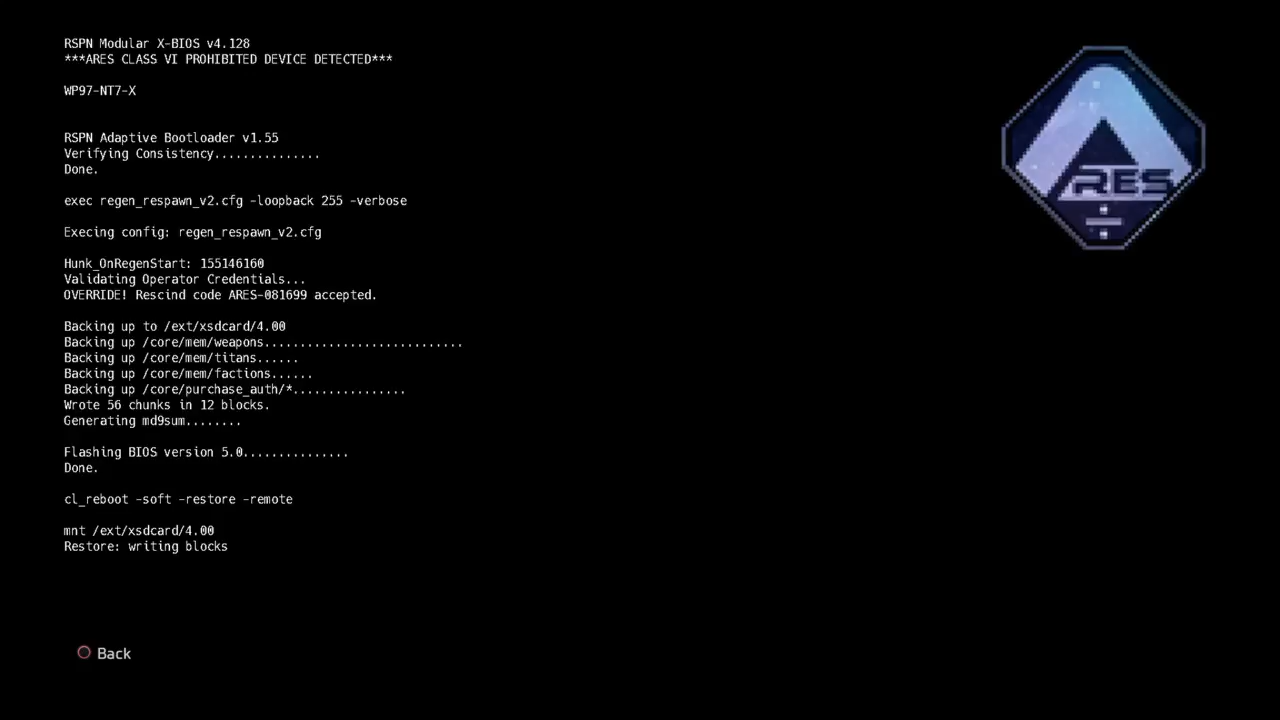 RSPN Modular X-BIOS v4.128
***ARES CLASS VI PROHIBITED DEVICE DETECTED***
ARES
WP97-NT7-X
RSPN Adaptive Bootloader v1.55
Verifying Consistency...............
Done.
exec regen_respawn_v2.cfg -loopback 255 -verbose
Execing config: regen_respawn_v2.cfg
Hunk_OnRegenStart: 155146160
Validating Operator Credentials...
OVERRIDE! Rescind code ARES-081699 accepted.
Backing up to /ext/xsdcard/4.00
Backing up /core/mem/weapons............................
Backing up /core/mem/titans......
Backing up /core/mem/factions......
Backing up /core/purchase_auth/*................
Wrote 56 chunks in 12 blocks.
Generating md9sum........
Flashing BIOS version 5.0...............
Done.
cl_reboot -soft -restore -remote
mnt /ext/xsdcard/4.00
Restore: writing blocks
Back